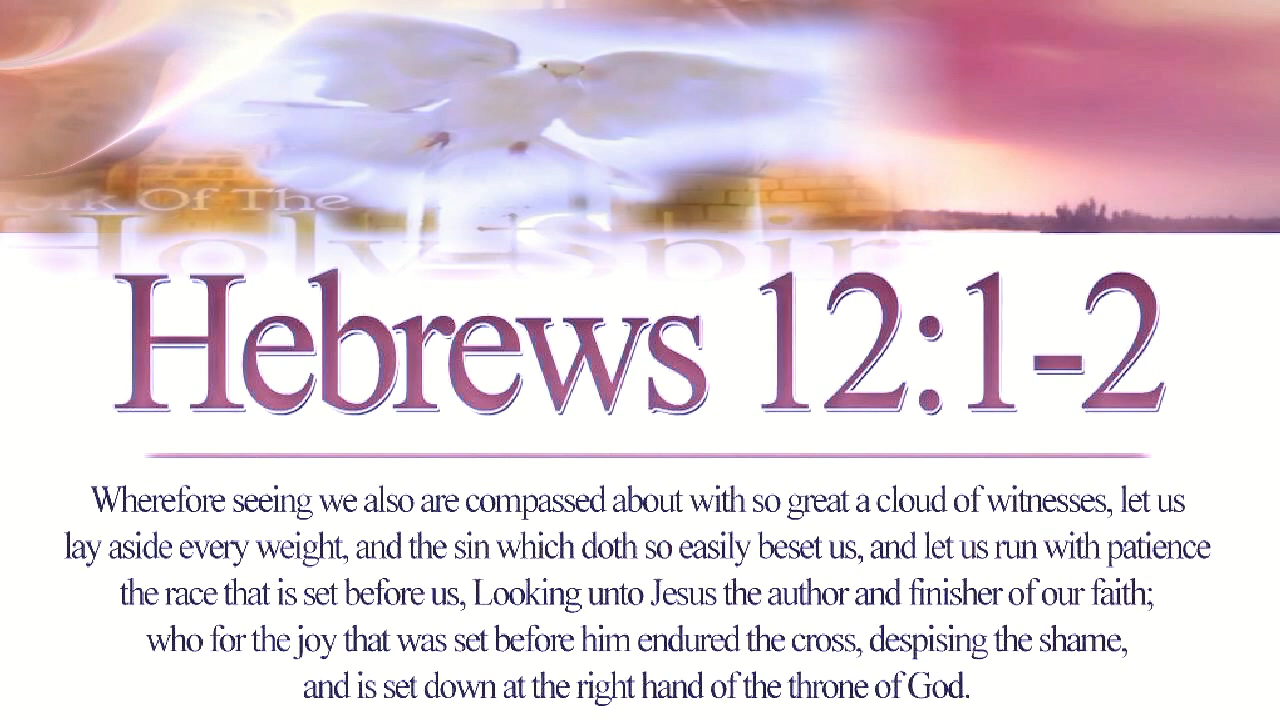 Of The
Holy Spir
Hebrews 12:1-2
Wherefore seeing we also are compassed about with so great a cloud of witnesses, let us
lay aside every weight, and the sin which doth so easily beset us, and let us run with patience
the race that is set before us, Looking unto Jesus the author and finisher of our faith;
who for the joy that was set before him endured the cross, despising the shame,
and is set down at the right hand of the throne of God.